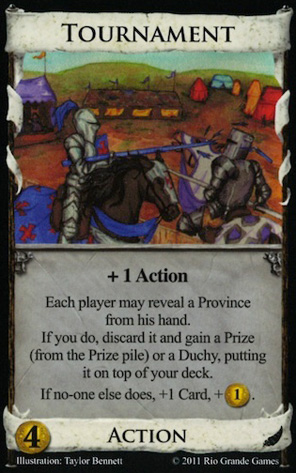 TOURNAMENT
+ 1 Action
Each player may reveal a Province
from his hand.
If you do, discard it and gain a Prize
(from the Prize pile) or a Duchy, putting
it on top of your deck.
If no-one else does, +1 Card, + 1 .
4
ACTION
Illustration: Taylor Bennett
© 2011 Rio Grande Games